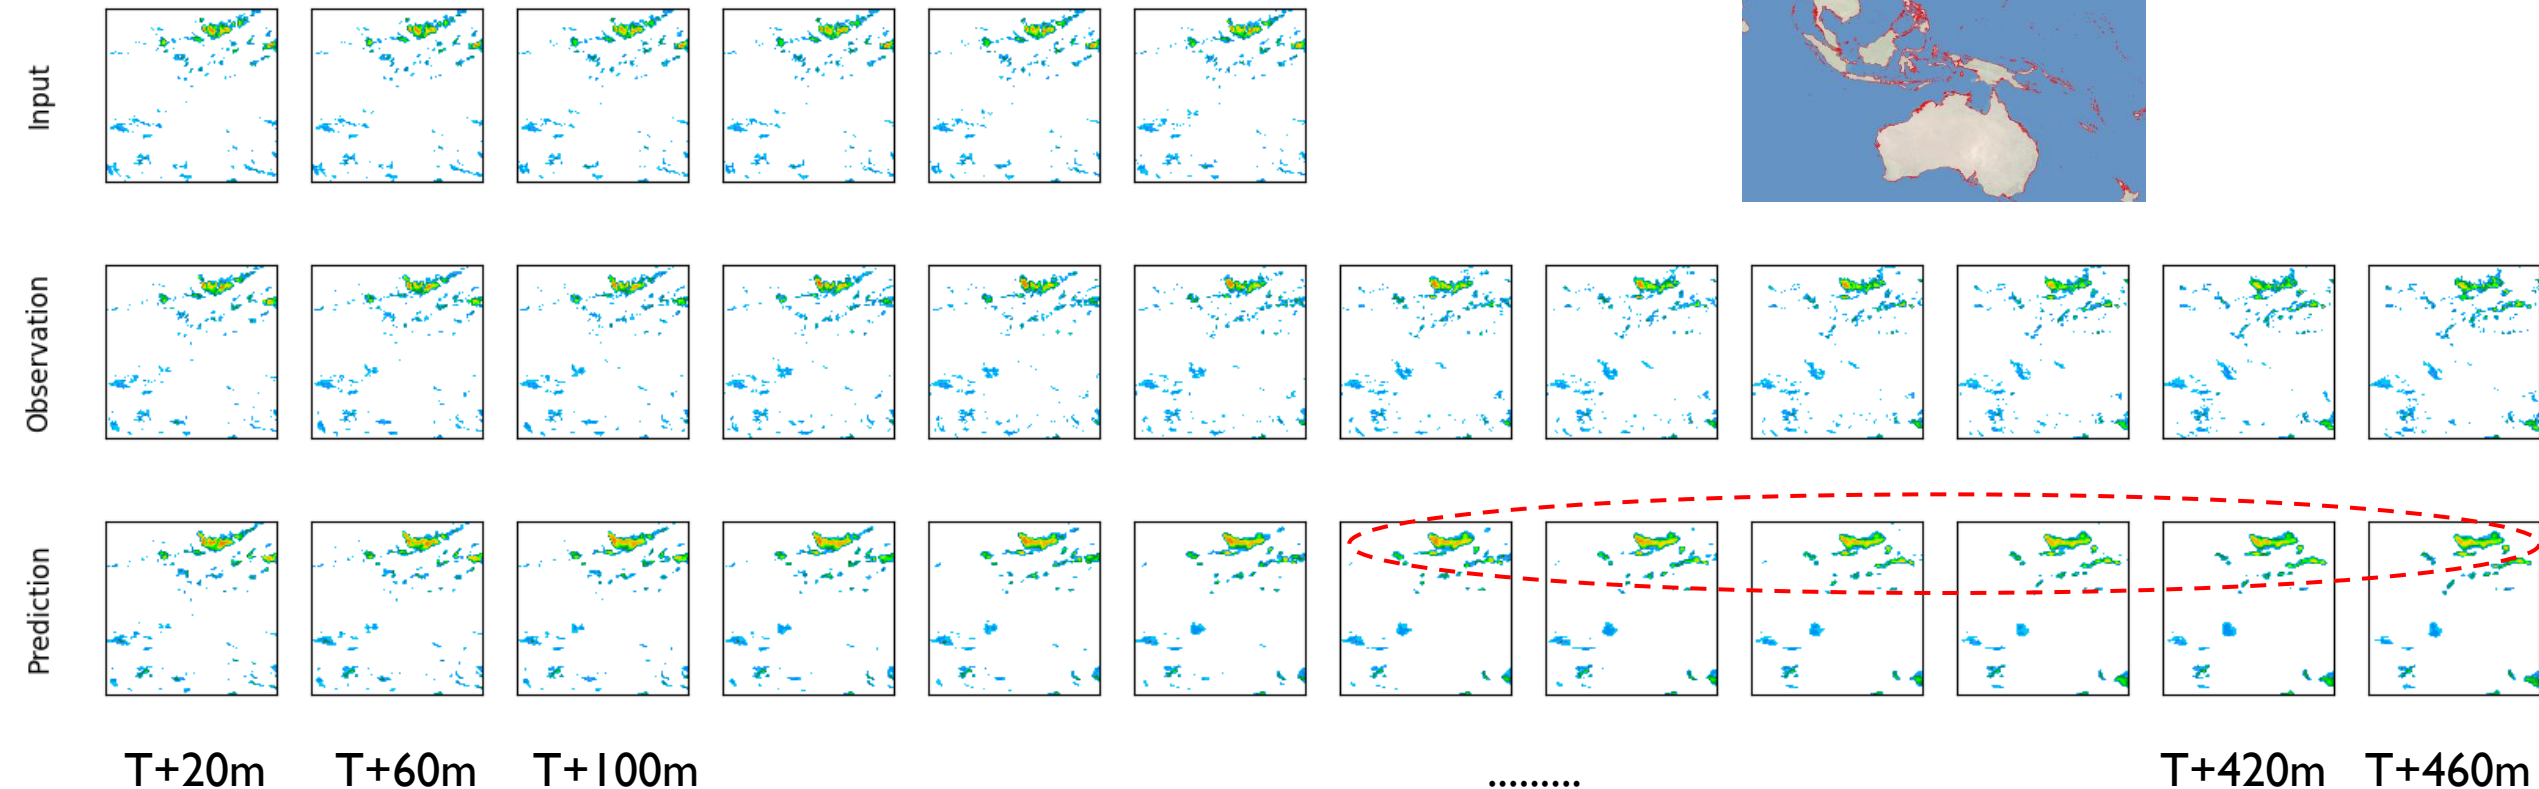 Input
Observation
Prediction
T+20m T+60m T+100m ......... T+420m T+460m